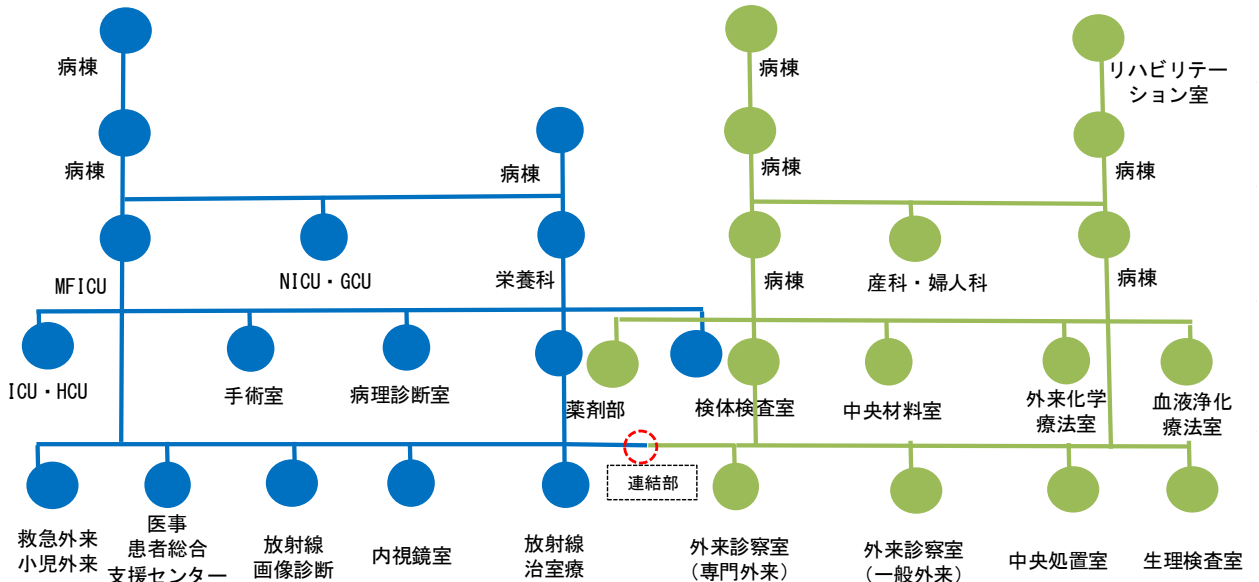 病棟
病棟
リハビリテー
ション室
病棟
病棟
病棟
病棟
MFICU
NICU・GCU
栄養科
病棟
産科・婦人科
病棟
ICU・HCU
手術室
病理診断室
薬剤部
検体検査室
中央材料室
外来化学
療法室
血液浄化
療法室
連結部
救急外来
小児外来
医事
患者総合
支援センター
放射線
画像診断
内視鏡室
放射線
治室療
外来診察室
（専門外来）
外来診察室
（一般外来）
中央処置室
生理検査室